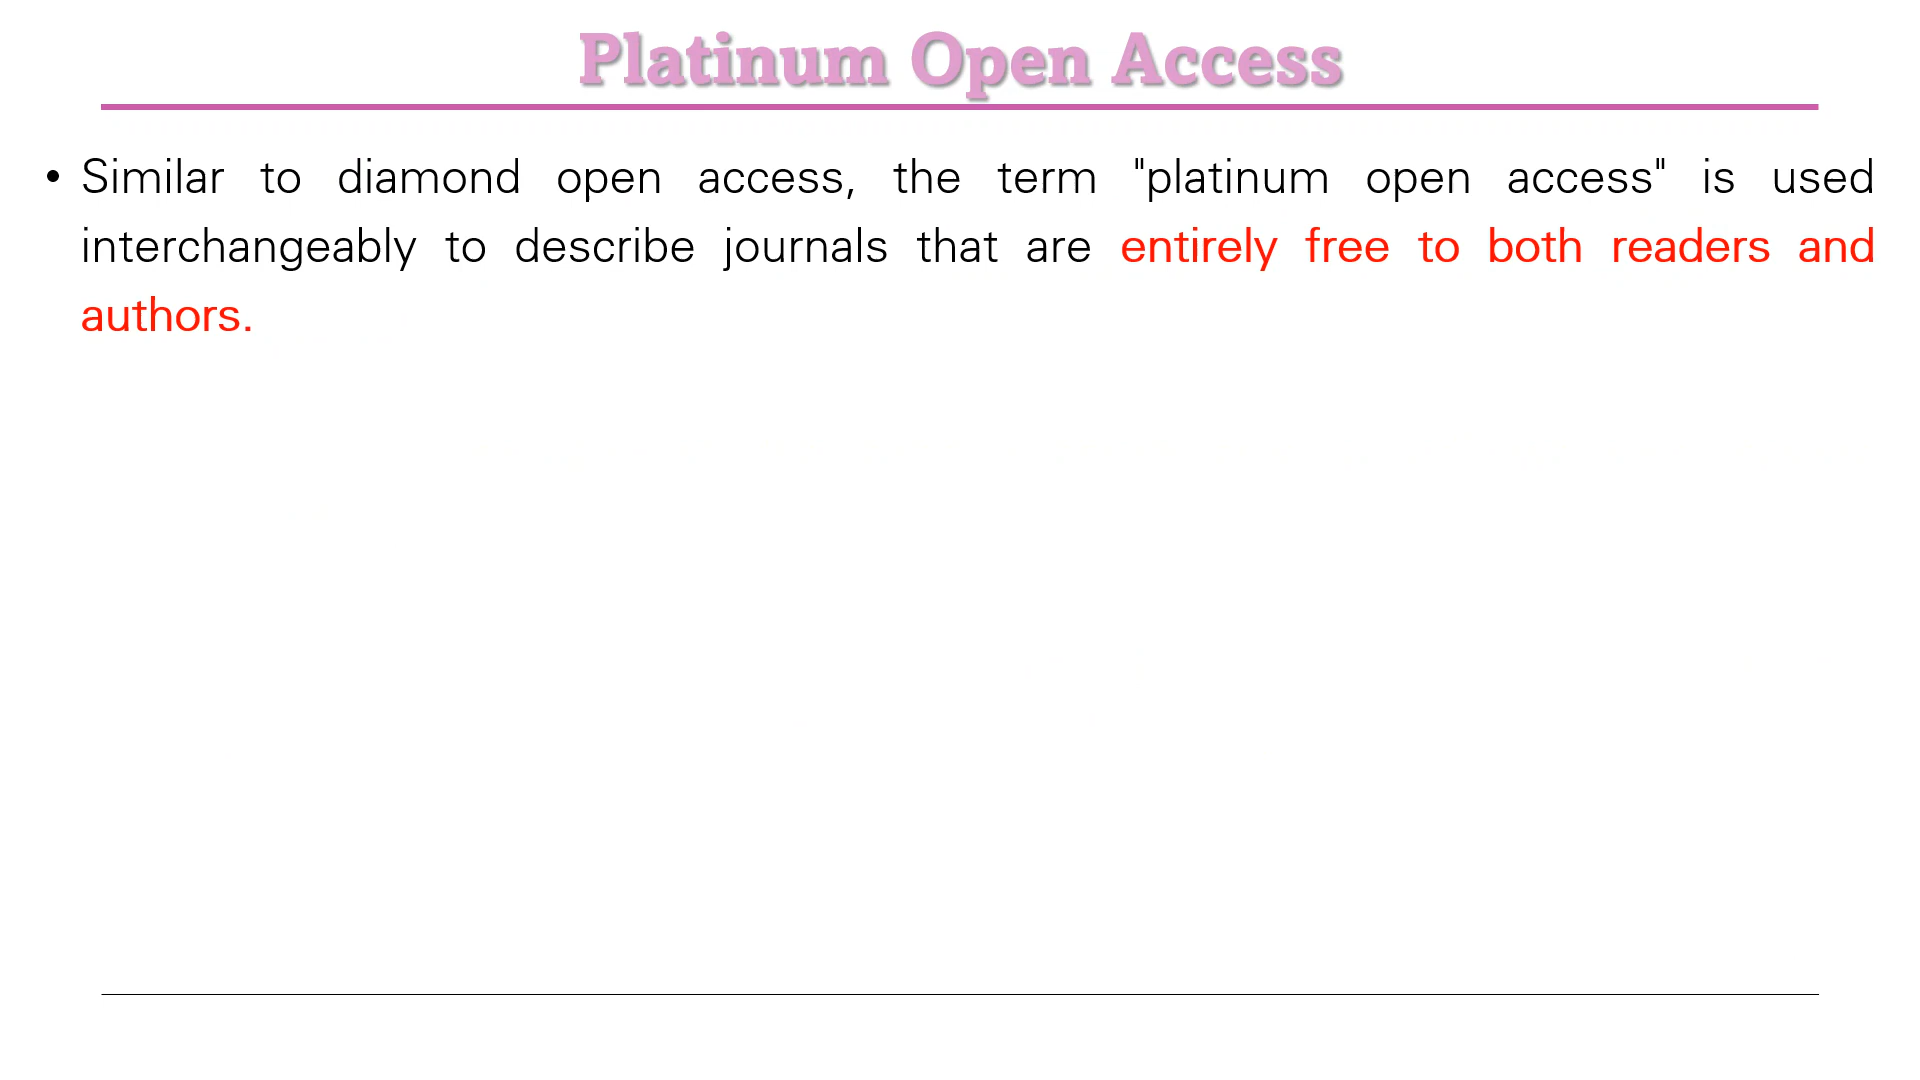 Platinum Open Access
• Similar to diamond open access, the term "platinum open access" is used
interchangeably to describe journals that are entirely free to both readers and
authors.